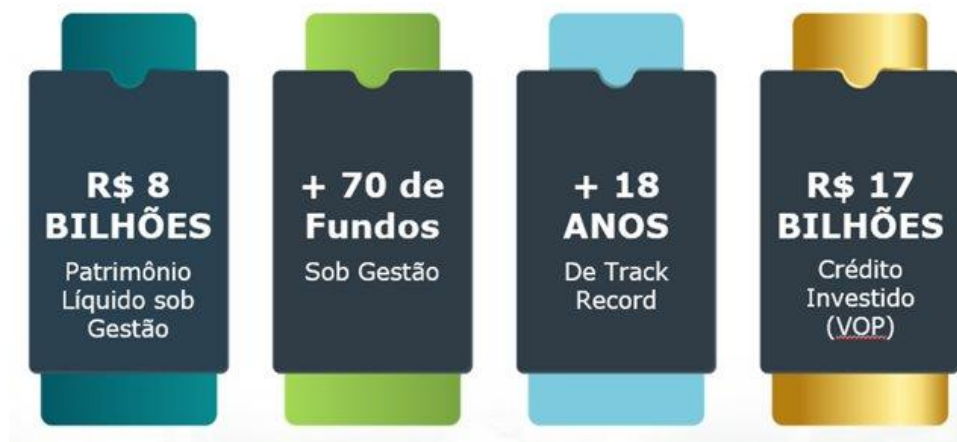 R$ 8
BILHÕES
Patrimônio
Líquido sob
Gestão
+ 70 de
Fundos
Sob Gestão
+ 18
ANOS
De Track
Record
R$ 17
BILHÕES
Crédito
Investido
(VOP)